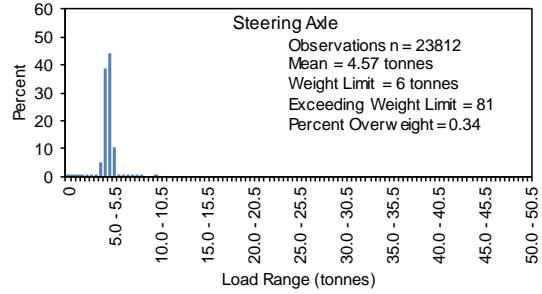 Steering Axle
Observations n = 23812
Mean = 4.57 tonnes
Weight Limit = 6 tonnes
Exceeding Weight Limit = 81
Percent Overweight = 0.34
Percent
60
50
40
30
20
10
0
0
5.0 - 5.5
10.0 - 10.5
15.0 - 15.5
20.0 - 20.5
25.0 - 20.5
30.0 - 30.5
35.0 - 35.5
40.0 - 40.5
45.0 - 45.5
50.0 - 50.5
Load Range (tonnes)